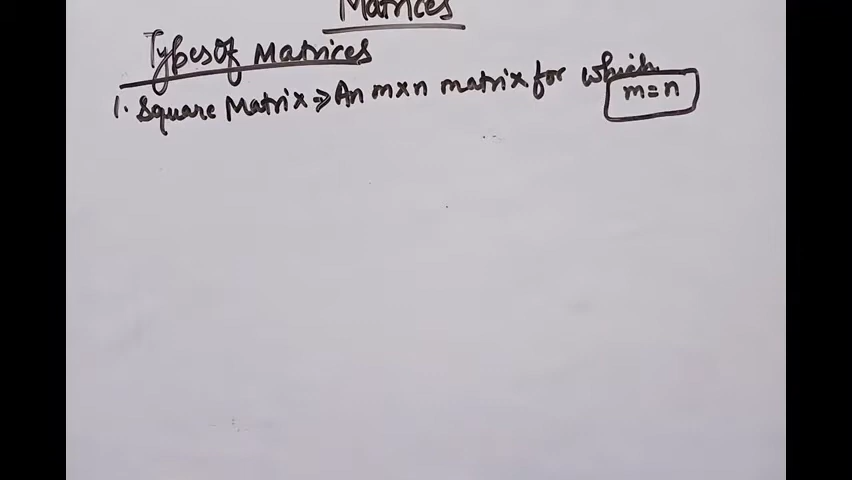 Matrices
Types Of Matrices
1. Square Matrix ⇒ An m×n matrix for which
m=n